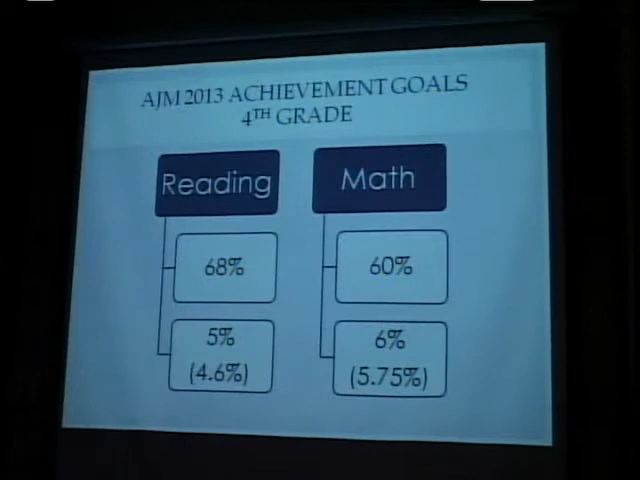 AJM 2013 ACHIEVEMENT GOALS
4TH GRADE
Reading
Math
68%
60%
5%
(4.6%)
6%
(5.75%)